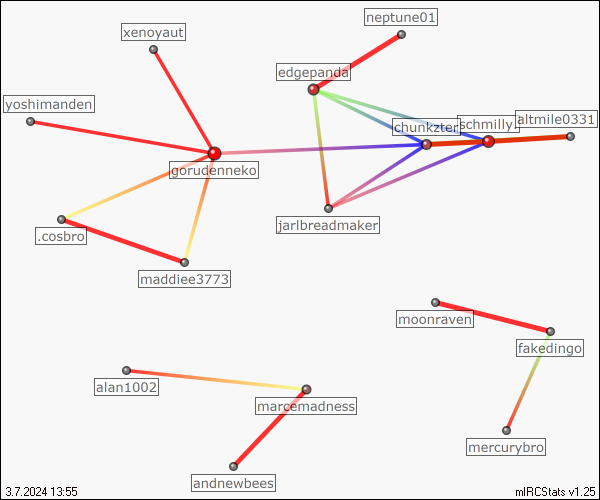 neptune01
xenoyaut
edgepanda
yoshimanden
altmile0331
chunkzter
schmilly.
gorudenneko
jarlbreadmaker
.cosbro
maddiee3773
moonraven
fakedingo
alan1002
marcemadness
mercurybro
andnewbees
3.7.2024 13:55
mIRCStats v1.25